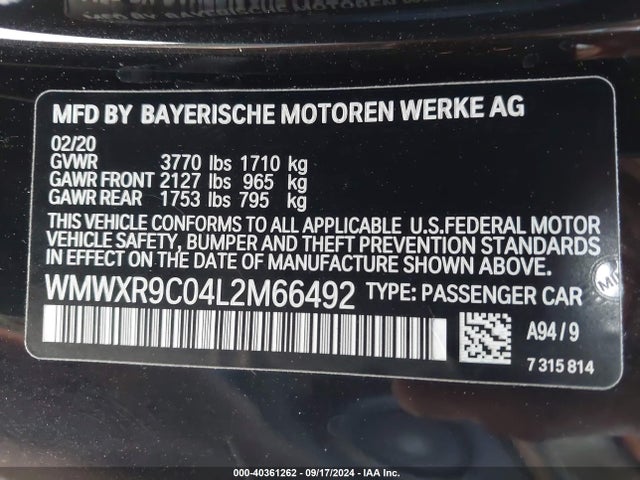 MFD BY BAYERISCHE MOTOREN WERKE AG
02/20
GVWR 3770 lbs 1710 kg
GAWR FRONT 2127 lbs 965 kg
GAWR REAR 1753 lbs 795 kg
THIS VEHICLE CONFORMS TO ALL APPLICABLE U.S.FEDERAL MOTOR
VEHICLE SAFETY, BUMPER AND THEFT PREVENTION STANDARDS
IN EFFECT ON THE DATE OF MANUFACTURE SHOWN ABOVE.
WMWXR9C04L2M66492 TYPE: PASSENGER CAR
A94/9
7 315 814
000-40361262 - 09/17/2024 - IAA Inc.